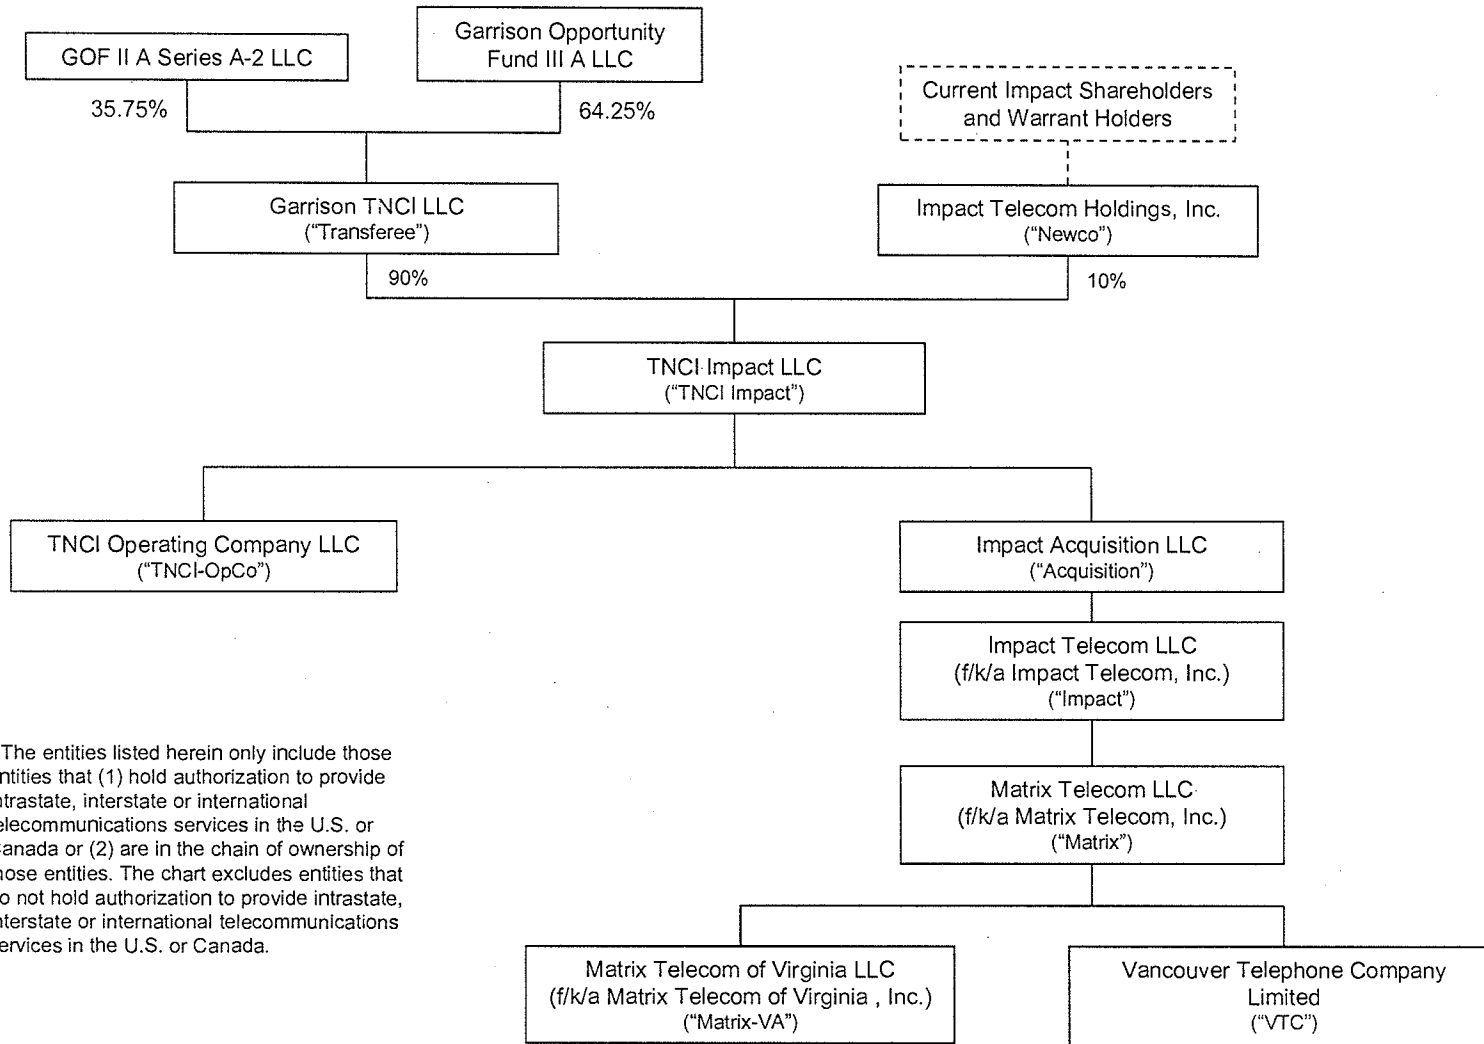 GOF II A Series A-2 LLC
Garrison Opportunity
Fund III A LLC
35.75%
64.25%
Current Impact Shareholders
and Warrant Holders
Garrison TNCI LLC
(“Transferee”)
Impact Telecom Holdings, Inc.
(“Newco”)
90%
10%
TNCI Impact LLC
(“TNCI Impact”)
TNCI Operating Company LLC
(“TNCI-OpCo”)
Impact Acquisition LLC
(“Acquisition”)
Impact Telecom LLC
(f/k/a Impact Telecom, Inc.)
(“Impact”)
Matrix Telecom LLC
(f/k/a Matrix Telecom, Inc.)
(“Matrix”)
The entities listed herein only include those
ntities that (1) hold authorization to provide
ntrastate, interstate or international
elecommunications services in the U.S. or
Canada or (2) are in the chain of ownership of
hose entities. The chart excludes entities that
o not hold authorization to provide intrastate,
nterstate or international telecommunications
ervices in the U.S. or Canada.
Matrix Telecom of Virginia LLC
(f/k/a Matrix Telecom of Virginia , Inc.)
(“Matrix-VA”)
Vancouver Telephone Company
Limited
(“VTC”)